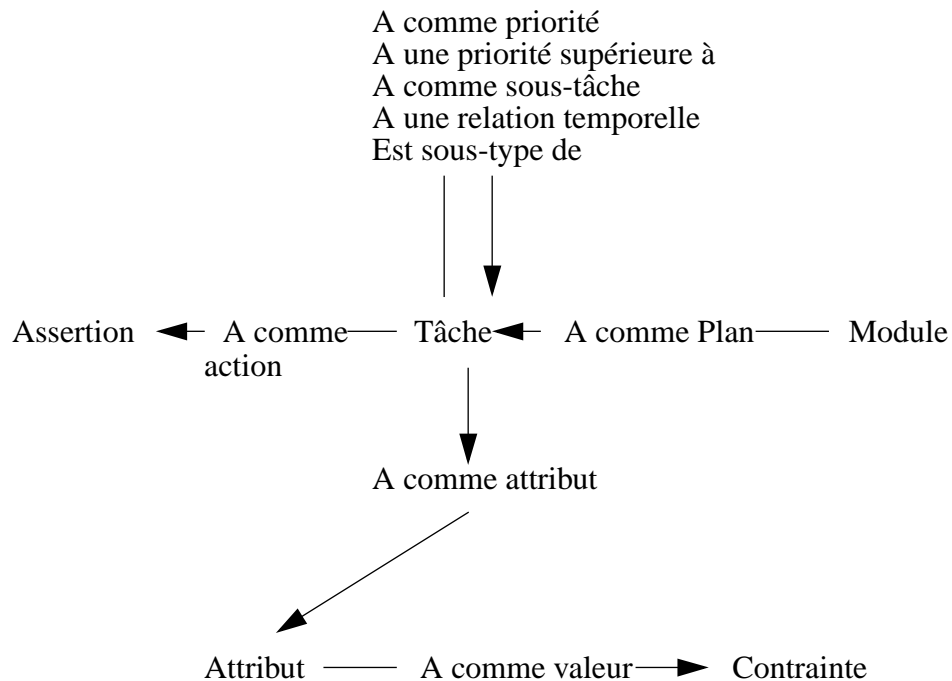 A comme priorité
A une priorité supérieure à
A comme sous-tâche
A une relation temporelle
Est sous-type de
Assertion
A comme
action
Tâche
A comme Plan
Module
A comme attribut
Attribut
A comme valeur
Contrainte